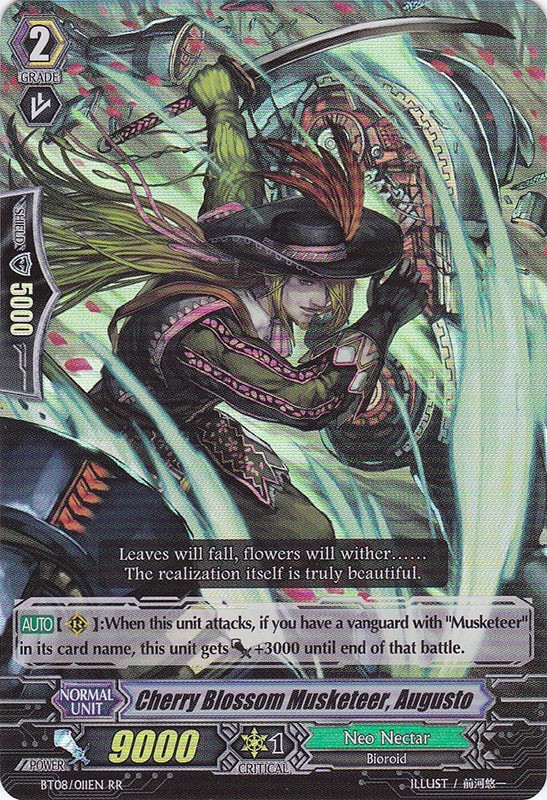 2
GRADE
SHIELD
5000
Leaves will fall, flowers will wither……
The realization itself is truly beautiful.
AUTO【 R 】:When this unit attacks, if you have a vanguard with "Musketeer"
in its card name, this unit gets +3000 until end of that battle.
NORMAL
UNIT
Cherry Blossom Musketeer, Augusto
POWER
9000
1
CRITICAL
Neo Nectar
Bioroid
BT08/011EN RR
ILLUST / 前河悠一